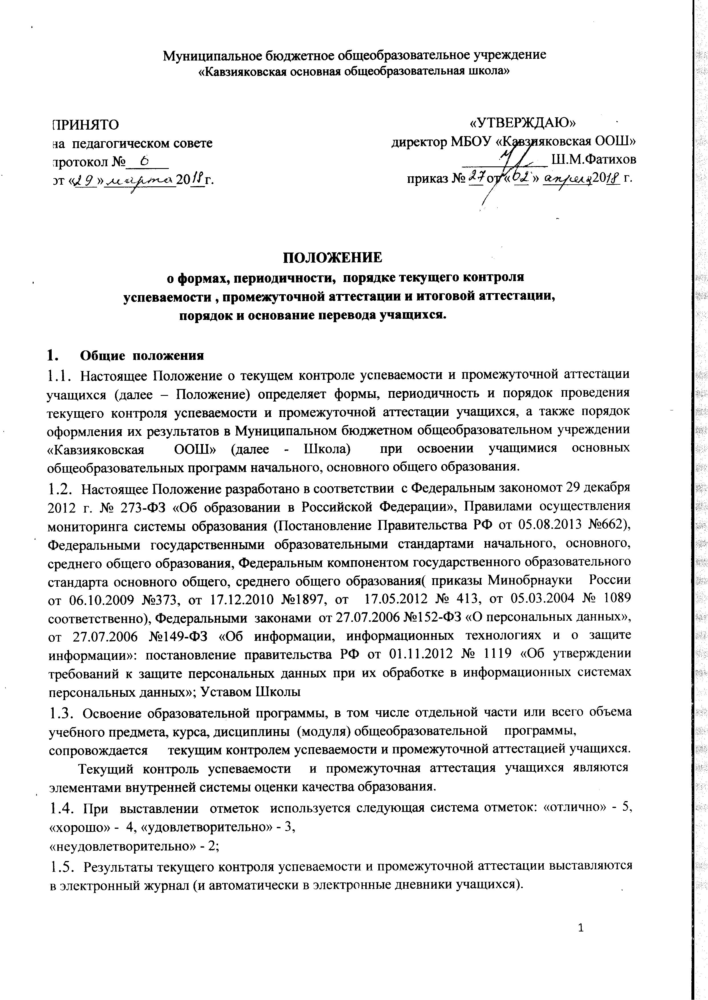 Муниципальное бюджетное общеобразовательное учреждение
«Кавзияковская основная общеобразовательная школа»
ПРИНЯТО
на педагогическом совете
протокол № 6
от «29» марта 2018г.
«УТВЕРЖДАЮ»
директор МБОУ «Кавзияковская ООШ»
Ш.М.Фатихов
приказ № 27 от «02» апреля 2018 г.
ПОЛОЖЕНИЕ
о формах, периодичности, порядке текущего контроля
успеваемости , промежуточной аттестации и итоговой аттестации,
порядок и основание перевода учащихся.
1. Общие положения
1.1. Настоящее Положение о текущем контроле успеваемости и промежуточной аттестации
учащихся (далее – Положение) определяет формы, периодичность и порядок проведения
текущего контроля успеваемости и промежуточной аттестации учащихся, а также порядок
оформления их результатов в Муниципальном бюджетном общеобразовательном учреждении
«Кавзияковская ООШ» (далее - Школа) при освоении учащимися основных
общеобразовательных программ начального, основного общего образования.
1.2. Настоящее Положение разработано в соответствии с Федеральным закономот 29 декабря
2012 г. № 273-ФЗ «Об образовании в Российской Федерации», Правилами осуществления
мониторинга системы образования (Постановление Правительства РФ от 05.08.2013 №662),
Федеральными государственными образовательными стандартами начального, основного,
среднего общего образования, Федеральным компонентом государственного образовательного
стандарта основного общего, среднего общего образования( приказы Минобрнауки России
от 06.10.2009 №373, от 17.12.2010 №1897, от 17.05.2012 № 413, от 05.03.2004 № 1089
соответственно), Федеральными законами от 27.07.2006 №152-ФЗ «О персональных данных»,
от 27.07.2006 №149-ФЗ «Об информации, информационных технологиях и о защите
информации»: постановление правительства РФ от 01.11.2012 № 1119 «Об утверждении
требований к защите персональных данных при их обработке в информационных системах
персональных данных»; Уставом Школы
1.3. Освоение образовательной программы, в том числе отдельной части или всего объема
учебного предмета, курса, дисциплины (модуля) общеобразовательной программы,
сопровождается текущим контролем успеваемости и промежуточной аттестацией учащихся.
Текущий контроль успеваемости и промежуточная аттестация учащихся являются
элементами внутренней системы оценки качества образования.
1.4. При выставлении отметок используется следующая система отметок: «отлично» - 5,
«хорошо» - 4, «удовлетворительно» - 3,
«неудовлетворительно» - 2;
1.5. Результаты текущего контроля успеваемости и промежуточной аттестации выставляются
в электронный журнал (и автоматически в электронные дневники учащихся).
1